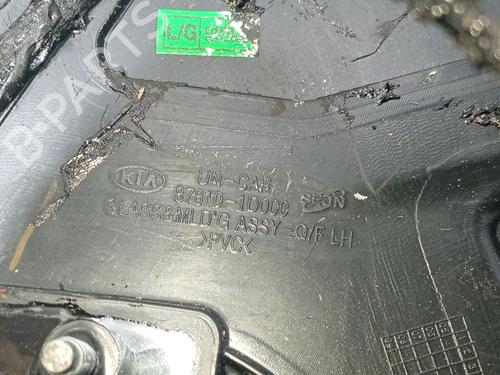 L/G
B-PARTS
KIA UN-CAR
87810-1D000
GLASS&MLD'G ASSY-Q/F LH
>PVC<